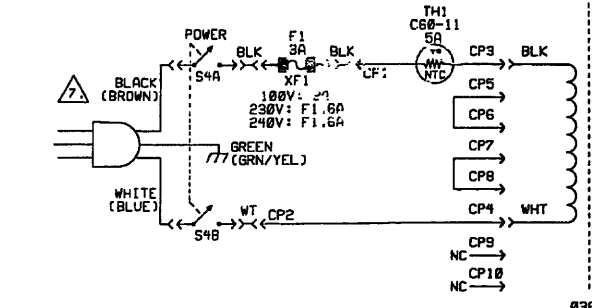 TH1
C60-11
5A
POWER
F1
3A
BLK
BLK
CP3
BLK
S4A
XF1
CP1
NTC
7.
BLACK
(BROWN)
100V:
230V: F1.6A
240V: F1.6A
CP5
CP6
GREEN
(GRN/YEL)
CP7
CP8
WHITE
(BLUE)
WT
CP2
CP4
WHT
S4B
CP9
NC
CP10
NC